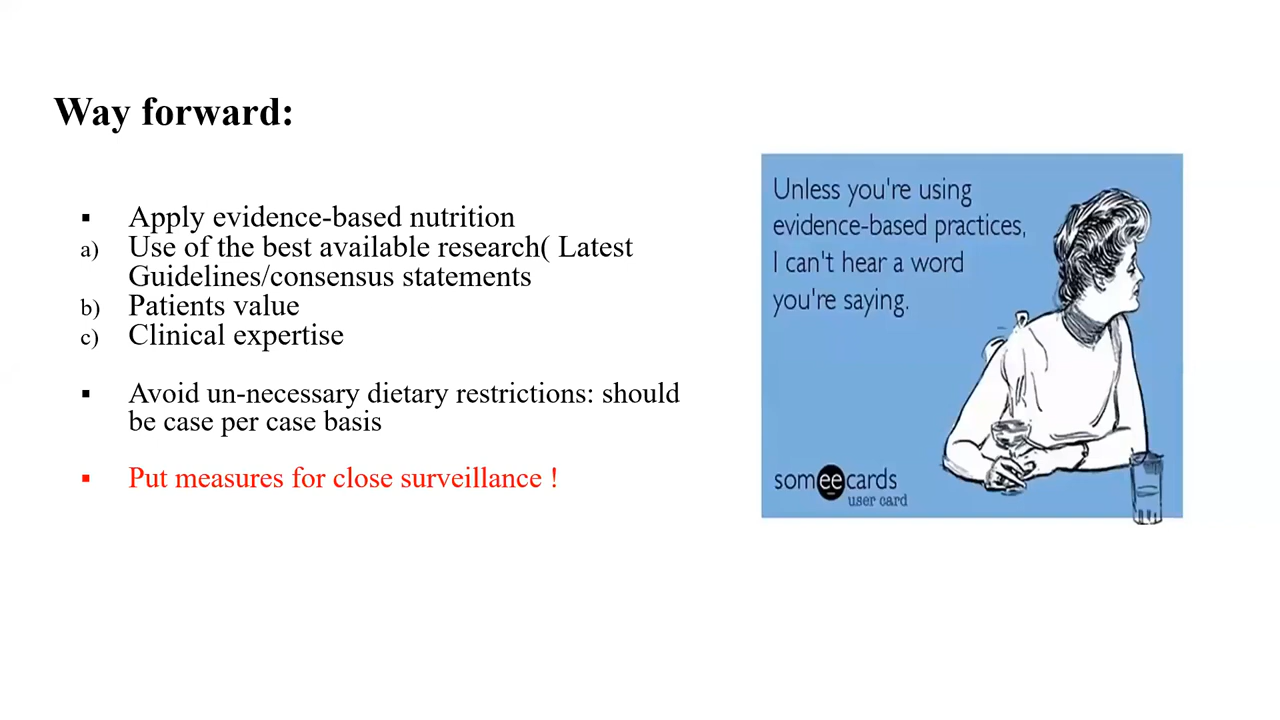 Way forward:
▪ Apply evidence-based nutrition
a) Use of the best available research( Latest
Guidelines/consensus statements
b) Patients value
c) Clinical expertise
▪ Avoid un-necessary dietary restrictions: should
be case per case basis
▪ Put measures for close surveillance !
Unless you're using
evidence-based practices,
I can't hear a word
you're saying.
someecards
user card